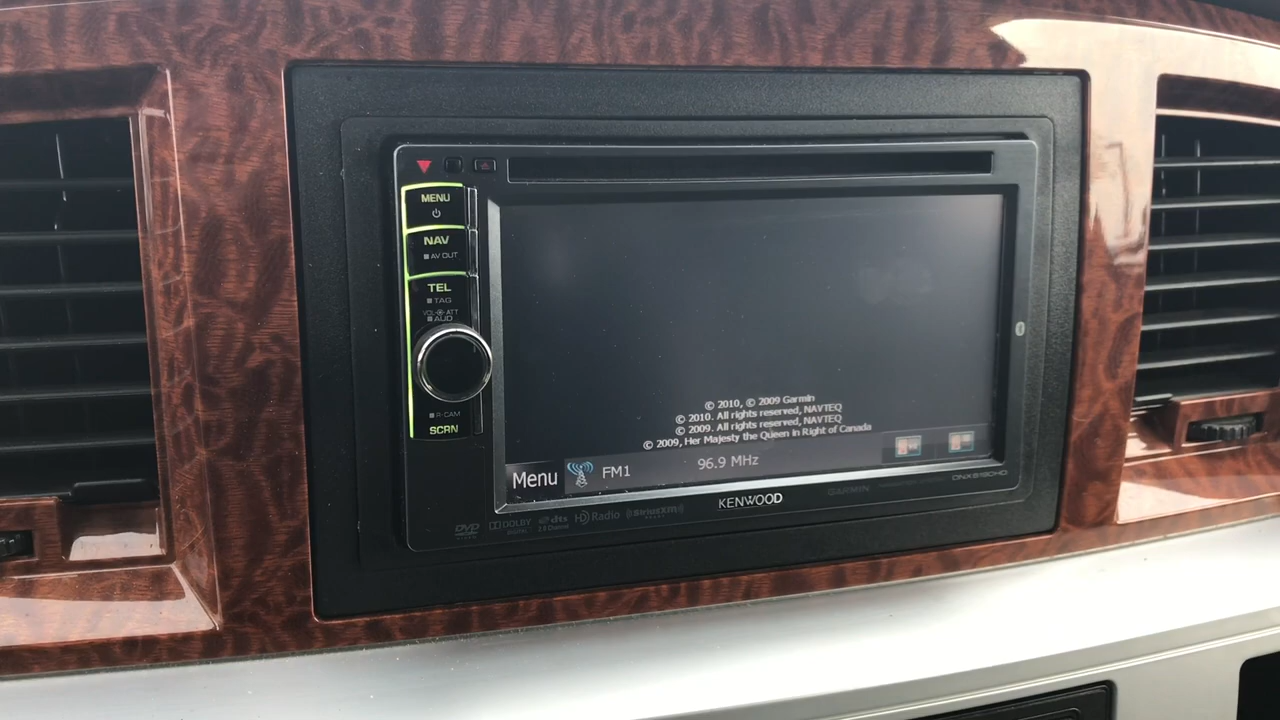 MENU
NAV
AV OUT
TEL
TAG
VOL ATT
AUD
R-CAM
SCRN
© 2010, © 2009 Garmin
© 2010. All rights reserved, NAVTEQ
© 2009. All rights reserved, NAVTEQ
© 2009, Her Majesty the Queen in Right of Canada
Menu FM1 96.9 MHz
KENWOOD GARMIN
DVD DOLBY dts HD Radio SiriusXM